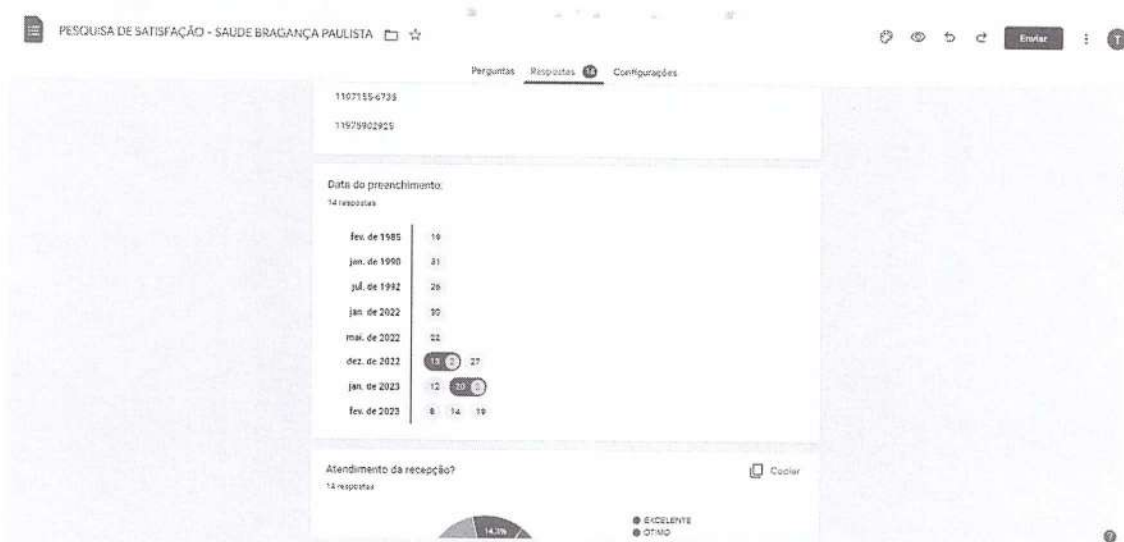 PESQUISA DE SATISFAÇÃO - SAUDE BRAGANÇA PAULISTA
Enviar
T
Perguntas Respostas 14 Configurações
1107155-6735
11975902925
Data do preenchimento:
14 respostas
fev. de 1985 19
jan. de 1990 31
jul. de 1992 26
jan. de 2022
mai. de 2022 22
dez. de 2022 13 2 27
jan. de 2023 12 20 2
fev. de 2023 8 14 19
Atendimento da recepção?
Copiar
14 respostas
14,3%
EXCELENTE
OTIMO